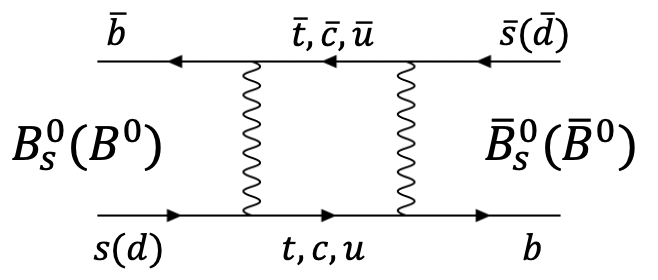 b̄ t̄, c̄, ū s̄(d̄)
B⁰ₛ(B⁰) B̄⁰ₛ(B̄⁰)
s(d) t, c, u b